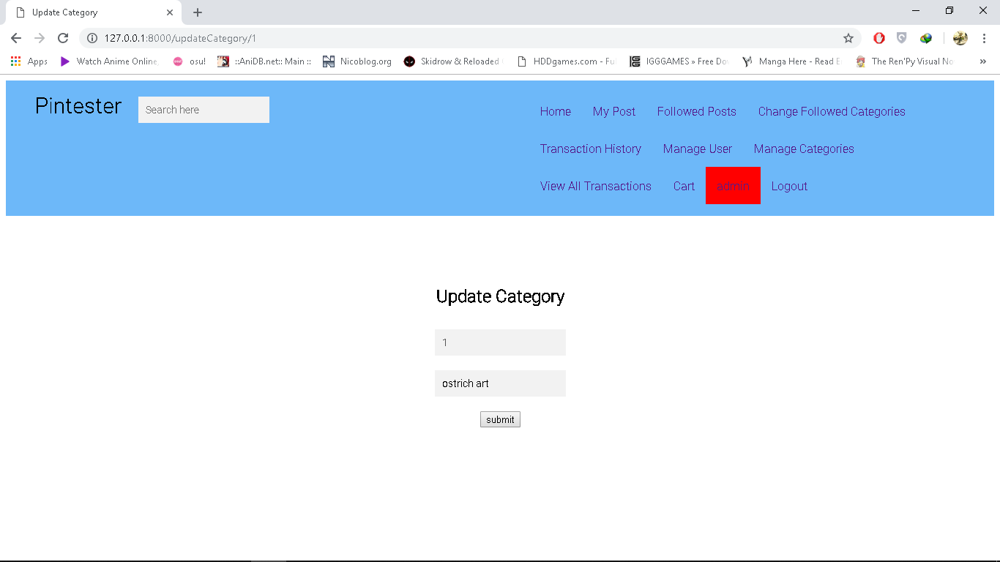 Update Category
127.0.0.1:8000/updateCategory/1
Apps Watch Anime Online, osu! ::AniDB.net:: Main :: Nicoblog.org Skidrow & Reloaded HDDgames.com - Fu IGGGAMES » Free Do Manga Here - Read E The Ren'Py Visual No »
Pintester Search here
Home My Post Followed Posts Change Followed Categories
Transaction History Manage User Manage Categories
View All Transactions Cart admin Logout
Update Category
1
ostrich art
submit